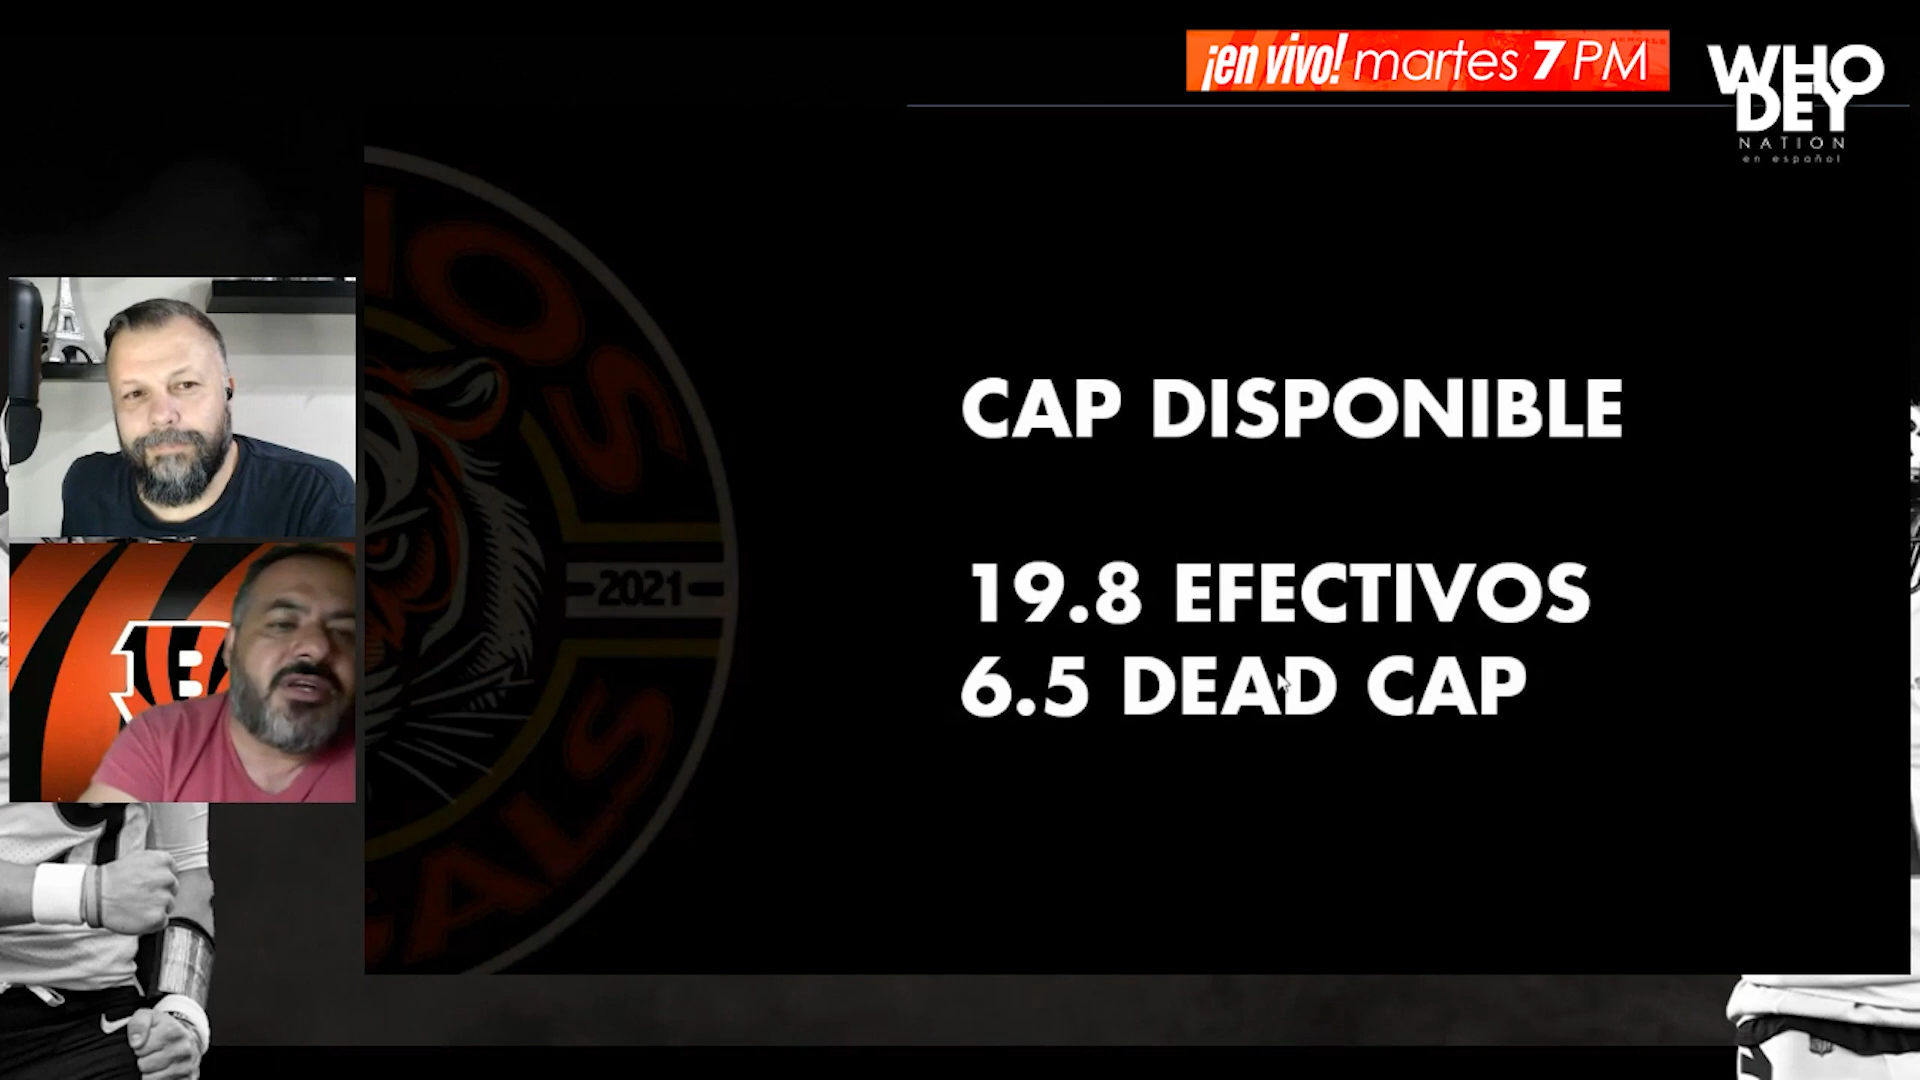 ¡en vivo! martes 7 PM
WHO
DEY
NATION
en español
CAP DISPONIBLE
19.8 EFECTIVOS
6.5 DEAD CAP
2021
B